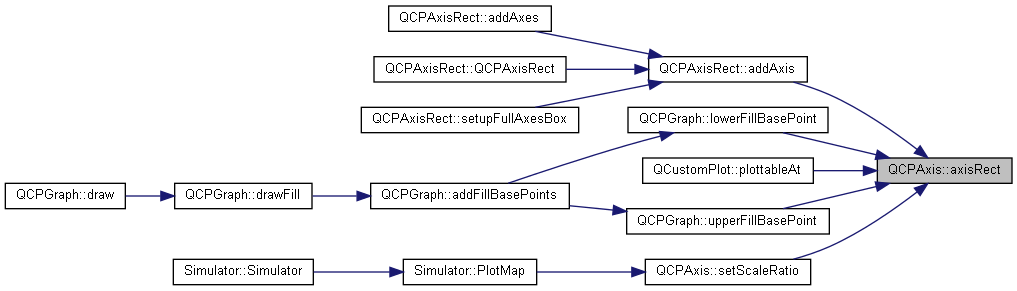 QCPAxisRect::addAxes
QCPAxisRect::QCPAxisRect
QCPAxisRect::addAxis
QCPAxisRect::setupFullAxesBox
QCPGraph::lowerFillBasePoint
QCustomPlot::plottableAt
QCPAxis::axisRect
QCPGraph::draw
QCPGraph::drawFill
QCPGraph::addFillBasePoints
QCPGraph::upperFillBasePoint
Simulator::Simulator
Simulator::PlotMap
QCPAxis::setScaleRatio